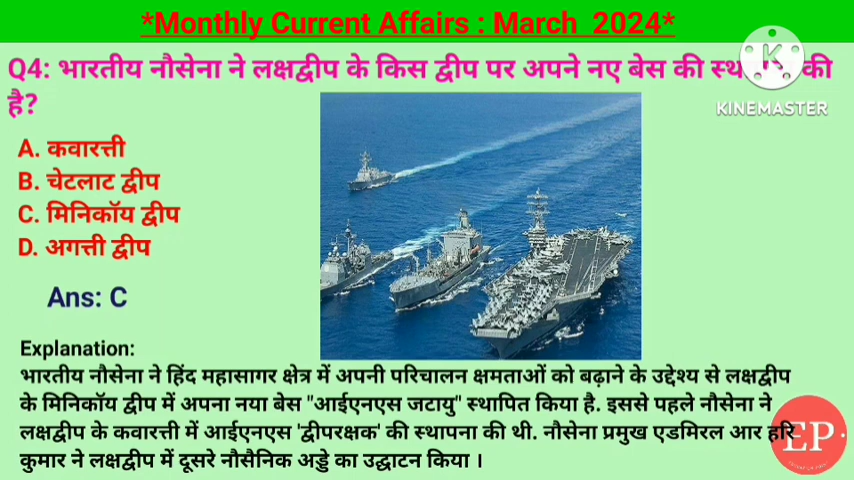 *Monthly Current Affairs : March 2024*
Q4: भारतीय नौसेना ने लक्षद्वीप के किस द्वीप पर अपने नए बेस की की
है?
KINEMASTER
A. कवारत्ती
B. चेटलाट द्वीप
C. मिनिकॉय द्वीप
D. अगत्ती द्वीप
Ans: C
Explanation:
भारतीय नौसेना ने हिंद महासागर क्षेत्र में अपनी परिचालन क्षमताओं को बढ़ाने के उद्देश्य से लक्षद्वीप
के मिनिकॉय द्वीप में अपना नया बेस "आईएनएस जटायु" स्थापित किया है. इससे पहले नौसेना ने
लक्षद्वीप के कवारत्ती में आईएनएस 'द्वीपरक्षक' की स्थापना की थी. नौसेना प्रमुख एडमिरल आर हरि
कुमार ने लक्षद्वीप में दूसरे नौसैनिक अड्डे का उद्घाटन किया ।
EP